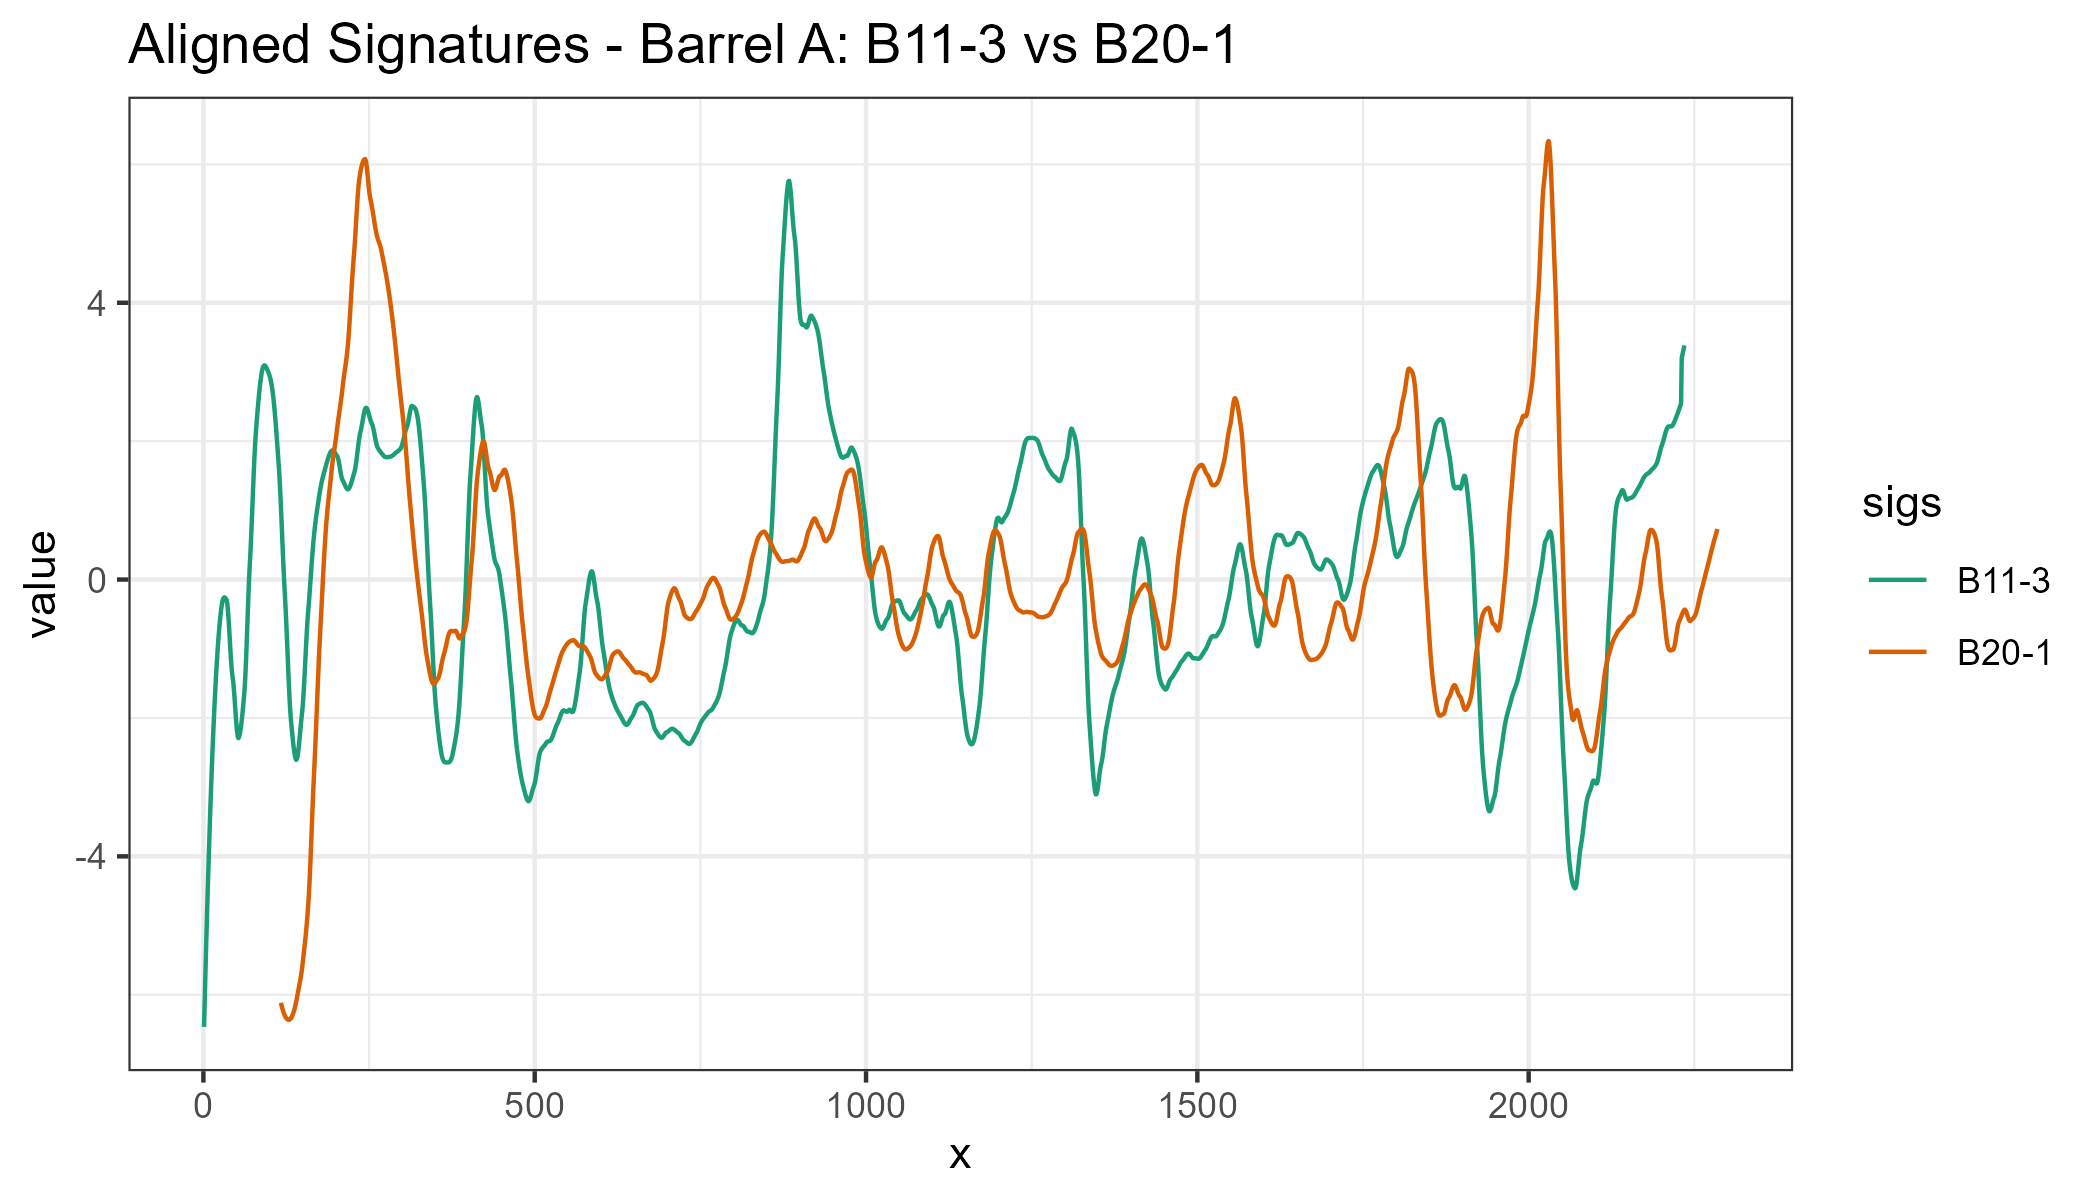 Aligned Signatures - Barrel A: B11-3 vs B20-1
value
4
0
-4
0
500
1000
1500
2000
x
sigs
B11-3
B20-1